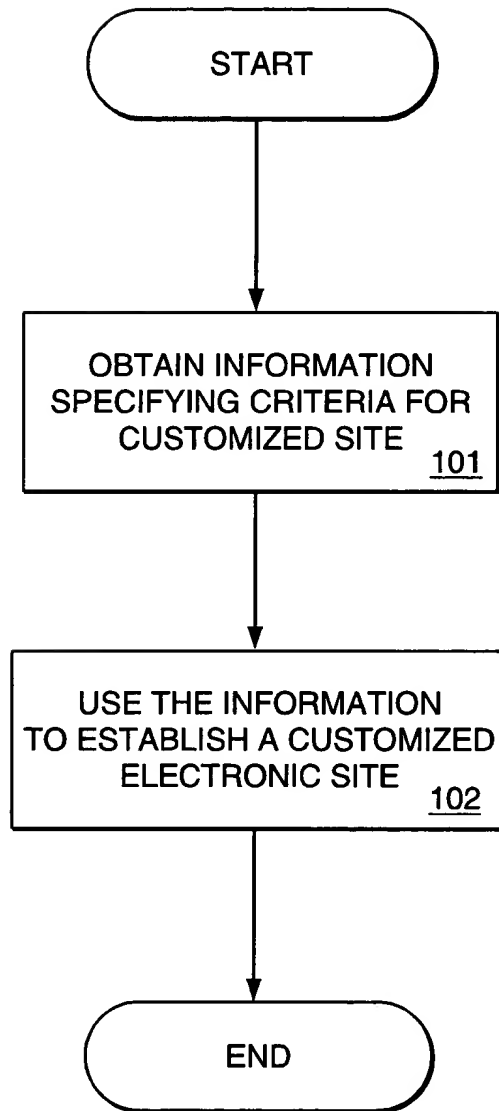 START
OBTAIN INFORMATION
SPECIFYING CRITERIA FOR
CUSTOMIZED SITE
101
USE THE INFORMATION
TO ESTABLISH A CUSTOMIZED
ELECTRONIC SITE
102
END